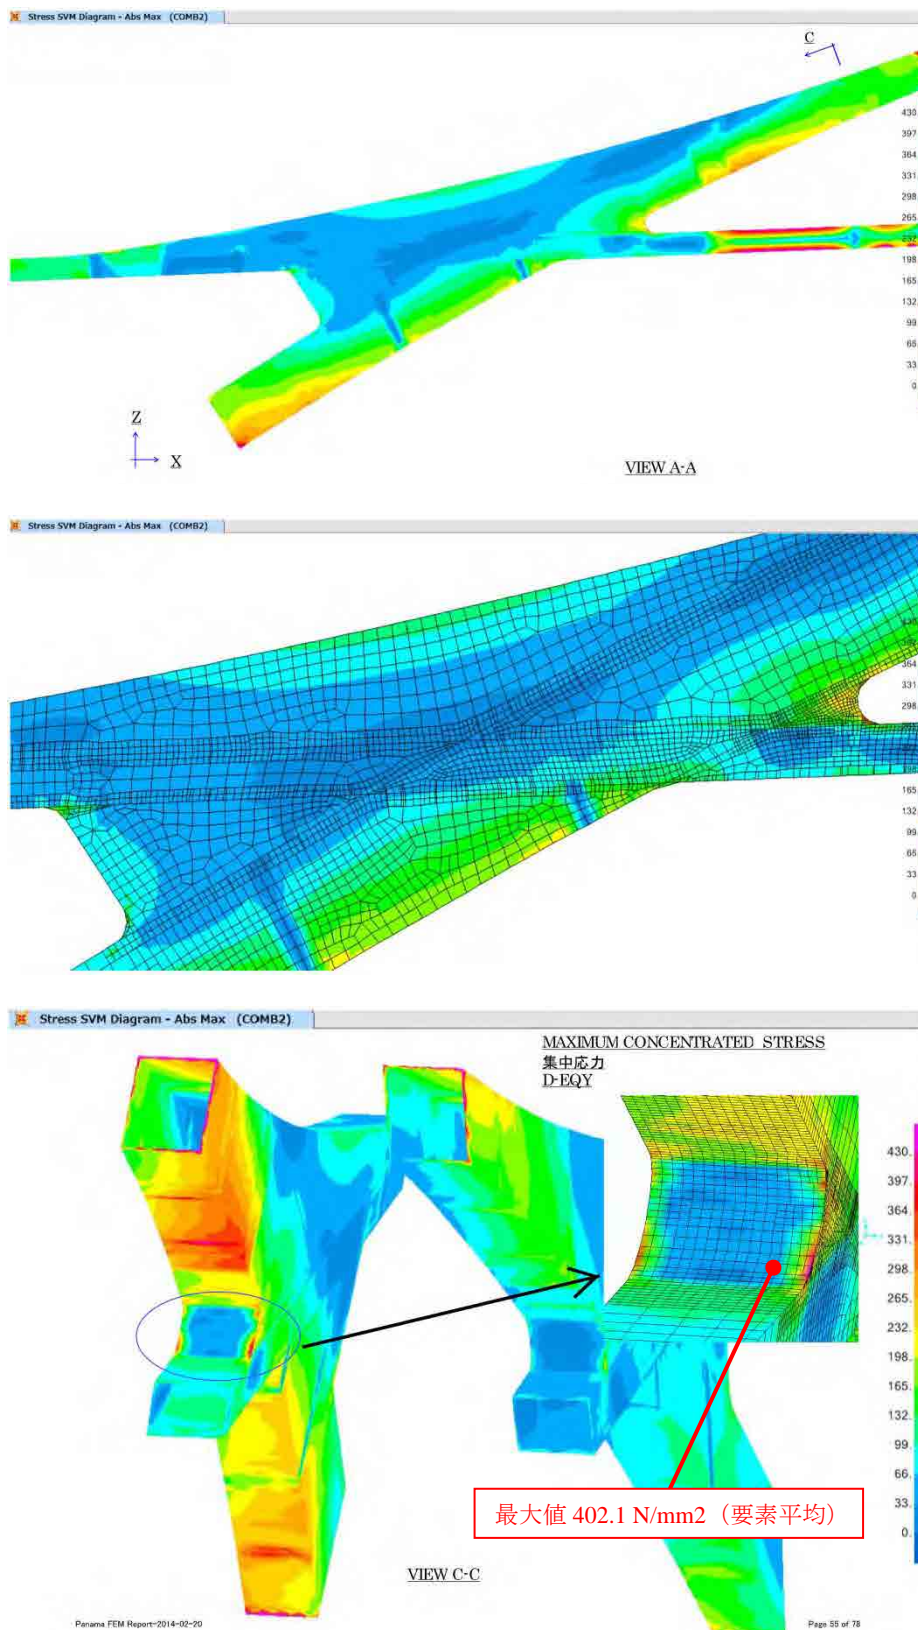 Stress SVM Diagram - Abs Max (COMB2)
C
430.
397.
364.
331.
298.
265.
232.
198.
165.
132.
99.
66.
33.
0.
Z
X
VIEW A-A
Stress SVM Diagram - Abs Max (COMB2)
364.
331.
298.
165.
132.
99.
66.
33.
0.
Stress SVM Diagram - Abs Max (COMB2)
MAXIMUM CONCENTRATED STRESS
集中応力
D-EQY
430.
397.
364.
331.
298.
265.
232.
198.
165.
132.
99.
66.
33.
0.
最大値 402.1 N/mm2（要素平均）
VIEW C-C
Panama FEM Report-2014-02-20
Page 55 of 78